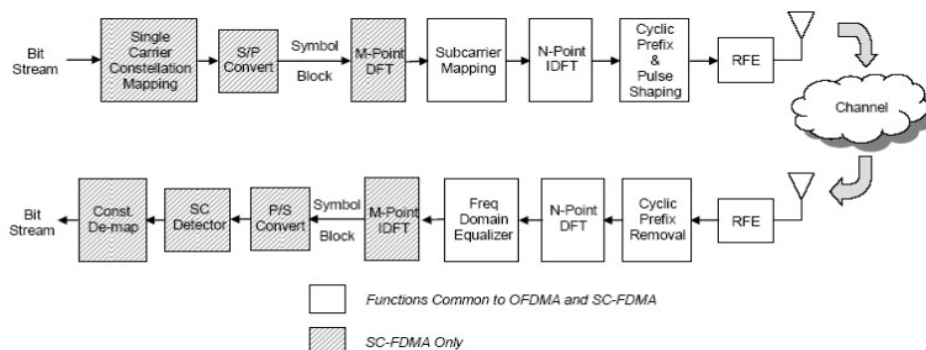 Bit
Stream
Single
Carrier
Constellation
Mapping
S/P
Convert
Symbol
Block
M-Point
DFT
Subcarrier
Mapping
N-Point
IDFT
Cyclic
Prefix
&
Pulse
Shaping
RFE
Channel
Bit
Stream
Const.
De-map
SC
Detector
P/S
Convert
Symbol
Block
M-Point
IDFT
Freq
Domain
Equalizer
N-Point
DFT
Cyclic
Prefix
Removal
RFE
Functions Common to OFDMA and SC-FDMA
SC-FDMA Only